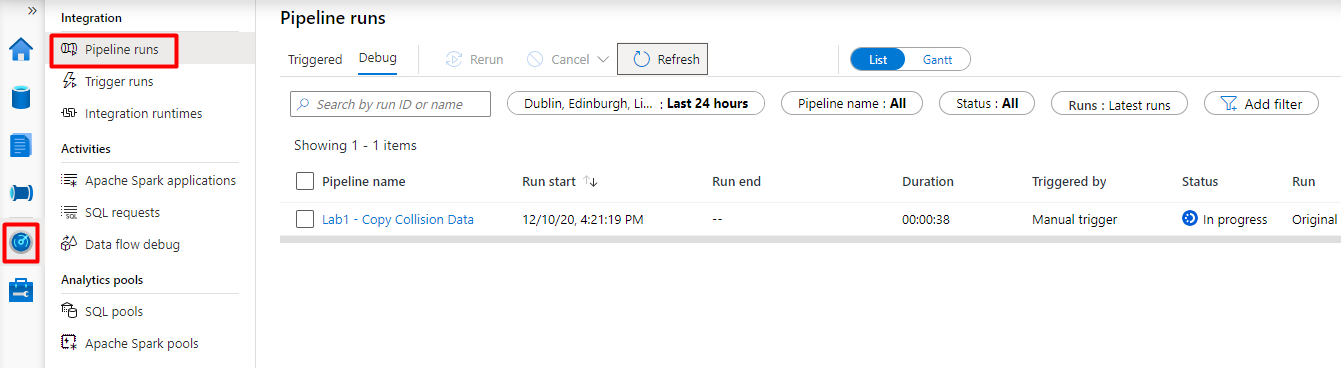 »
Integration
Pipeline runs
Trigger runs
Integration runtimes
Activities
Apache Spark applications
SQL requests
Data flow debug
Analytics pools
SQL pools
Apache Spark pools
Pipeline runs
Triggered Debug Rerun Cancel Refresh List Gantt
Search by run ID or name Dublin, Edinburgh, Li... : Last 24 hours Pipeline name : All Status : All Runs : Latest runs Add filter
Showing 1 - 1 items
Pipeline name Run start ↑↓ Run end Duration Triggered by Status Run
Lab1 - Copy Collision Data 12/10/20, 4:21:19 PM -- 00:00:38 Manual trigger In progress Original